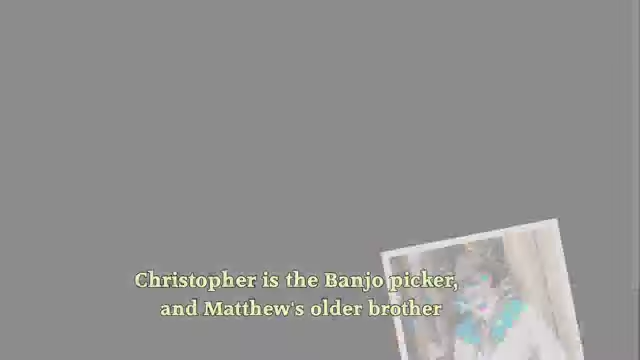 Christopher is the Banjo picker,
and Matthew's older brother